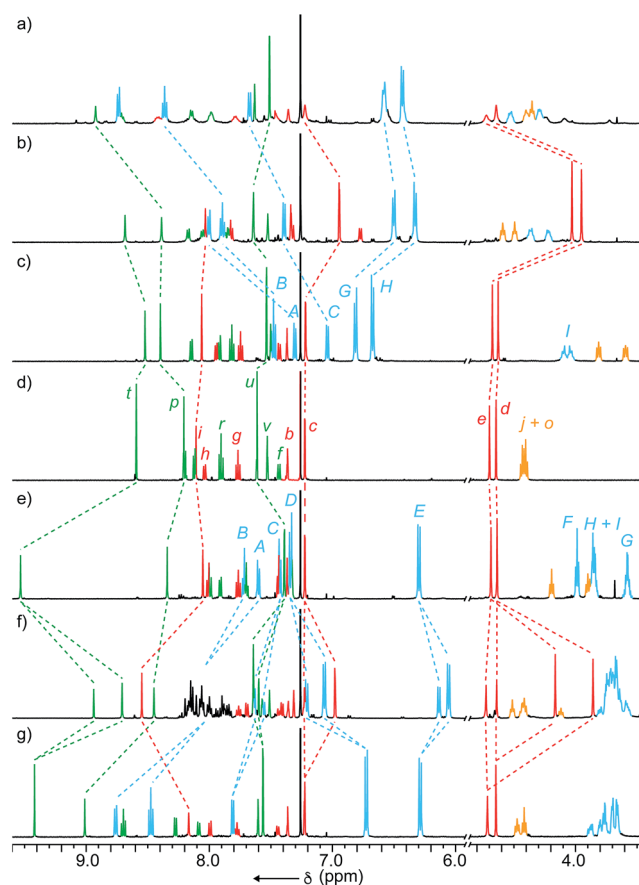 a)
b)
c)
B
A
C
G
H
I
d)
t
p
i
h
r
g
u
v
f
b
c
e
d
j + o
e)
B
A
C
D
E
F
H + I
G
f)
g)
9.0 8.0 7.0 6.0 4.0
δ (ppm)